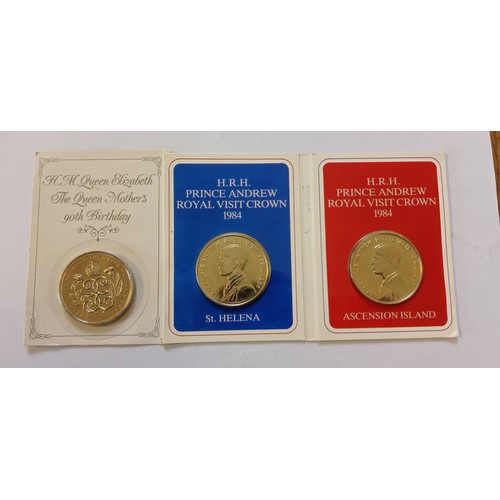 H.M. Queen Elizabeth
The Queen Mother's
90th Birthday
H.R.H.
PRINCE ANDREW
ROYAL VISIT CROWN
1984
St. HELENA
H.R.H.
PRINCE ANDREW
ROYAL VISIT CROWN
1984
ASCENSION ISLAND